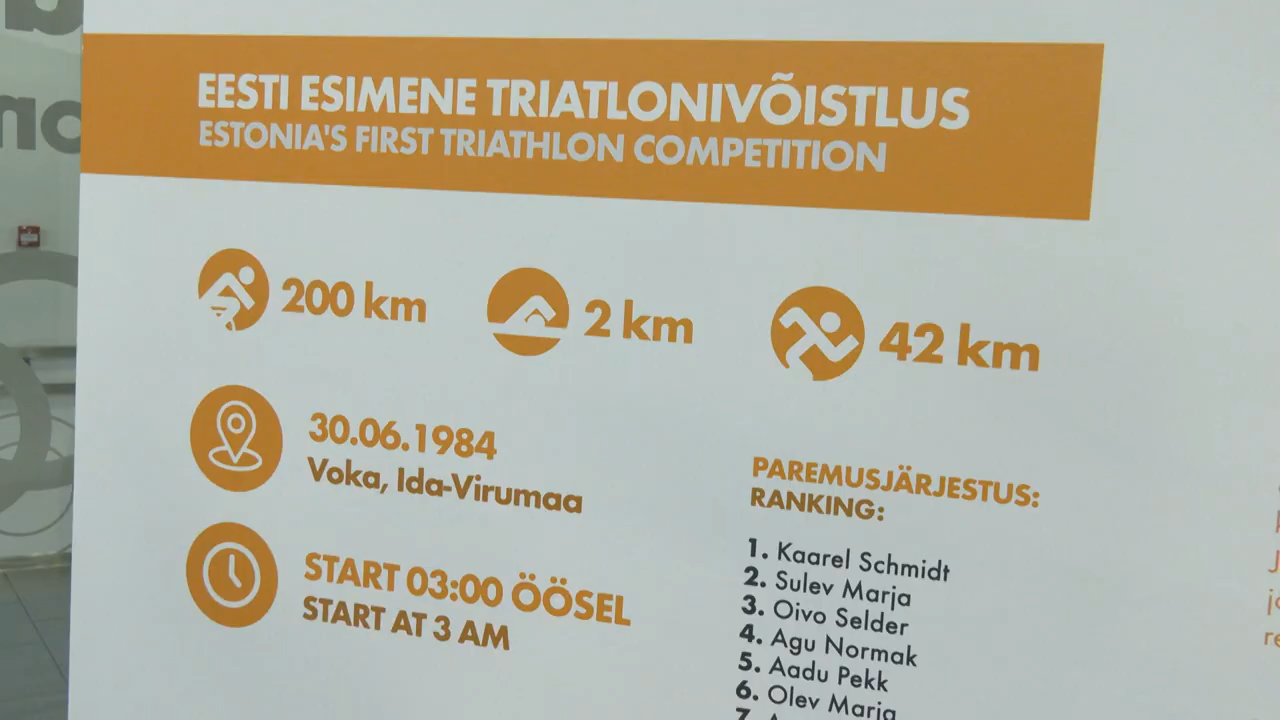 EESTI ESIMENE TRIATLONIVÕISTLUS
ESTONIA'S FIRST TRIATHLON COMPETITION
200 km
2 km
42 km
30.06.1984
Voka, Ida-Virumaa
START 03:00 ÖÖSEL
START AT 3 AM
PAREMUSJÄRJESTUS:
RANKING:
1. Kaarel Schmidt
2. Sulev Marja
3. Oivo Selder
4. Agu Normak
5. Aadu Pekk
6. Olev Marja
7.